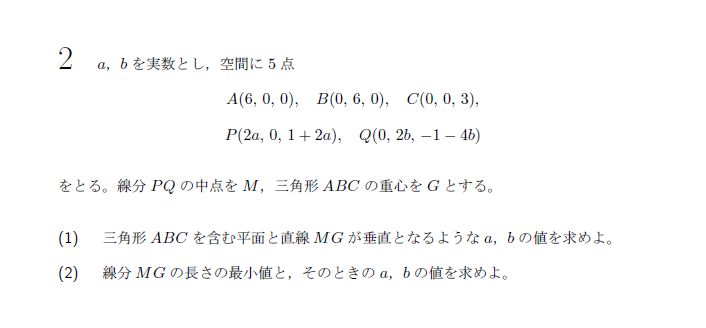 2 a, b を実数とし，空間に 5 点
A(6, 0, 0), B(0, 6, 0), C(0, 0, 3),
P(2a, 0, 1 + 2a), Q(0, 2b, −1 − 4b)
をとる。線分 PQ の中点を M，三角形 ABC の重心を G とする。
(1) 三角形 ABC を含む平面と直線 MG が垂直となるような a, b の値を求めよ。
(2) 線分 MG の長さの最小値と，そのときの a, b の値を求めよ。